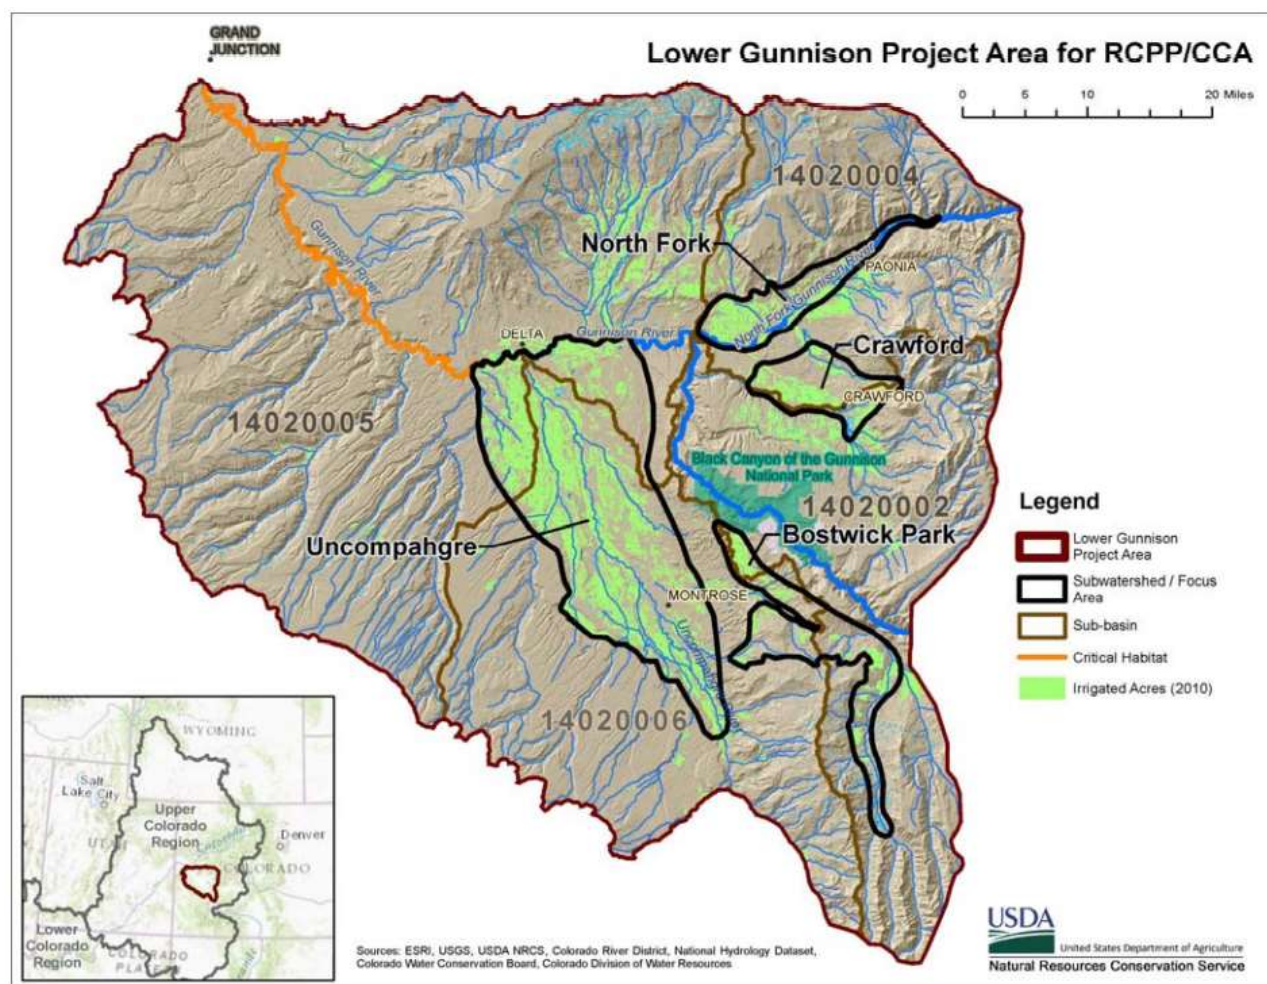 GRAND
JUNCTION
Lower Gunnison Project Area for RCPP/CCA
0 5 10 20 Miles
14020004
North Fork
PAONIA
Gunnison River
North Fork Gunnison River
DELTA
Gunnison River
Crawford
CRAWFORD
14020005
Black Canyon of the Gunnison
National Park
14020002
Bostwick Park
Uncompahgre
MONTROSE
14020006
Legend
Lower Gunnison
Project Area
Subwatershed / Focus
Area
Sub-basin
Critical Habitat
Irrigated Acres (2010)
WYOMING
Salt
Lake City
Upper
Colorado
Region
Denver
COLORADO
Lower
Colorado
Region
COLORADO
Sources: ESRI, USGS, USDA NRCS, Colorado River District, National Hydrology Dataset,
Colorado Water Conservation Board, Colorado Division of Water Resources
USDA
United States Department of Agriculture
Natural Resources Conservation Service